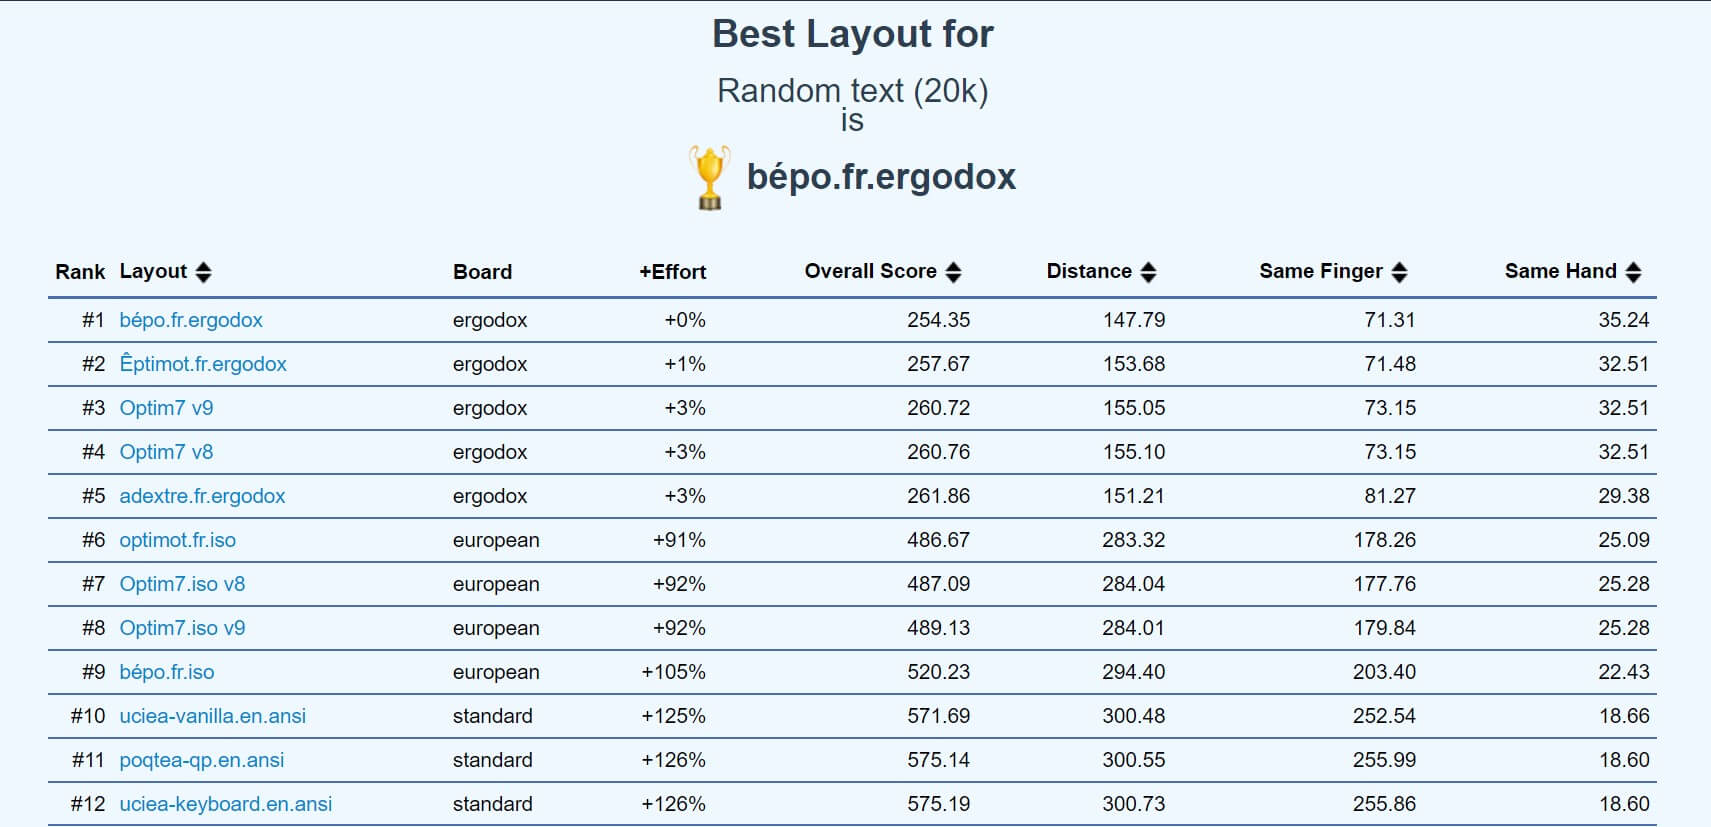 Best Layout for
Random text (20k)
is
bépo.fr.ergodox
Rank Layout Board +Effort Overall Score Distance Same Finger Same Hand
#1 bépo.fr.ergodox ergodox +0% 254.35 147.79 71.31 35.24
#2 Êptimot.fr.ergodox ergodox +1% 257.67 153.68 71.48 32.51
#3 Optim7 v9 ergodox +3% 260.72 155.05 73.15 32.51
#4 Optim7 v8 ergodox +3% 260.76 155.10 73.15 32.51
#5 adextre.fr.ergodox ergodox +3% 261.86 151.21 81.27 29.38
#6 optimot.fr.iso european +91% 486.67 283.32 178.26 25.09
#7 Optim7.iso v8 european +92% 487.09 284.04 177.76 25.28
#8 Optim7.iso v9 european +92% 489.13 284.01 179.84 25.28
#9 bépo.fr.iso european +105% 520.23 294.40 203.40 22.43
#10 uciea-vanilla.en.ansi standard +125% 571.69 300.48 252.54 18.66
#11 poqtea-qp.en.ansi standard +126% 575.14 300.55 255.99 18.60
#12 uciea-keyboard.en.ansi standard +126% 575.19 300.73 255.86 18.60